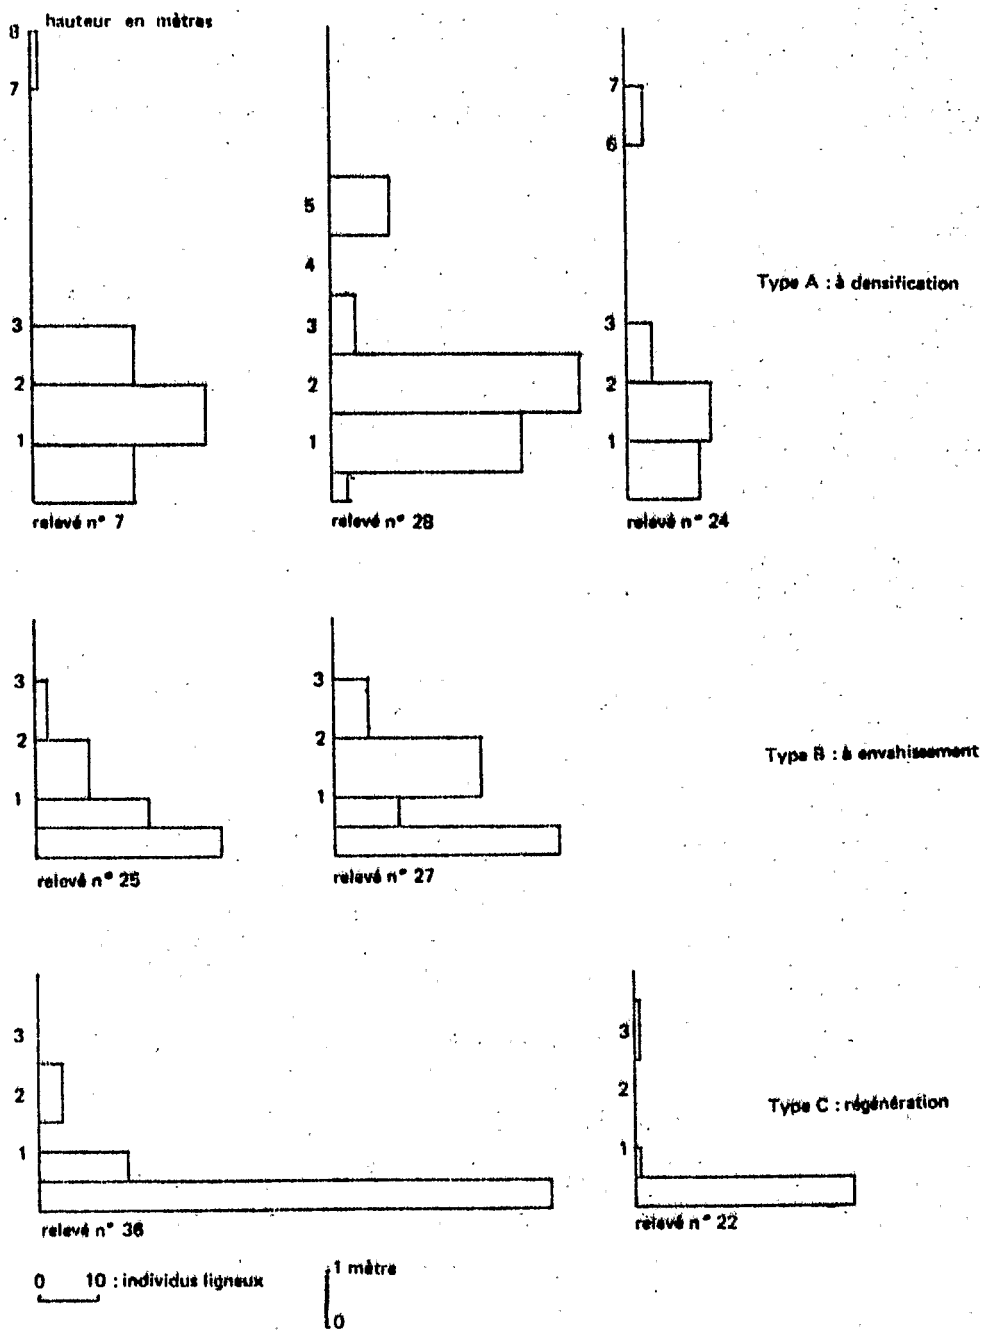 hauteur en mètres
8
7
3
2
1
relevé n° 7
5
4
3
2
1
relevé n° 28
7
6
3
2
1
relevé n° 24
Type A : à densification
3
2
1
relevé n° 25
3
2
1
relevé n° 27
Type B : à envahissement
3
2
1
relevé n° 36
3
2
1
relevé n° 22
Type C : régénération
0 10 : individus ligneux
1 mètre
0